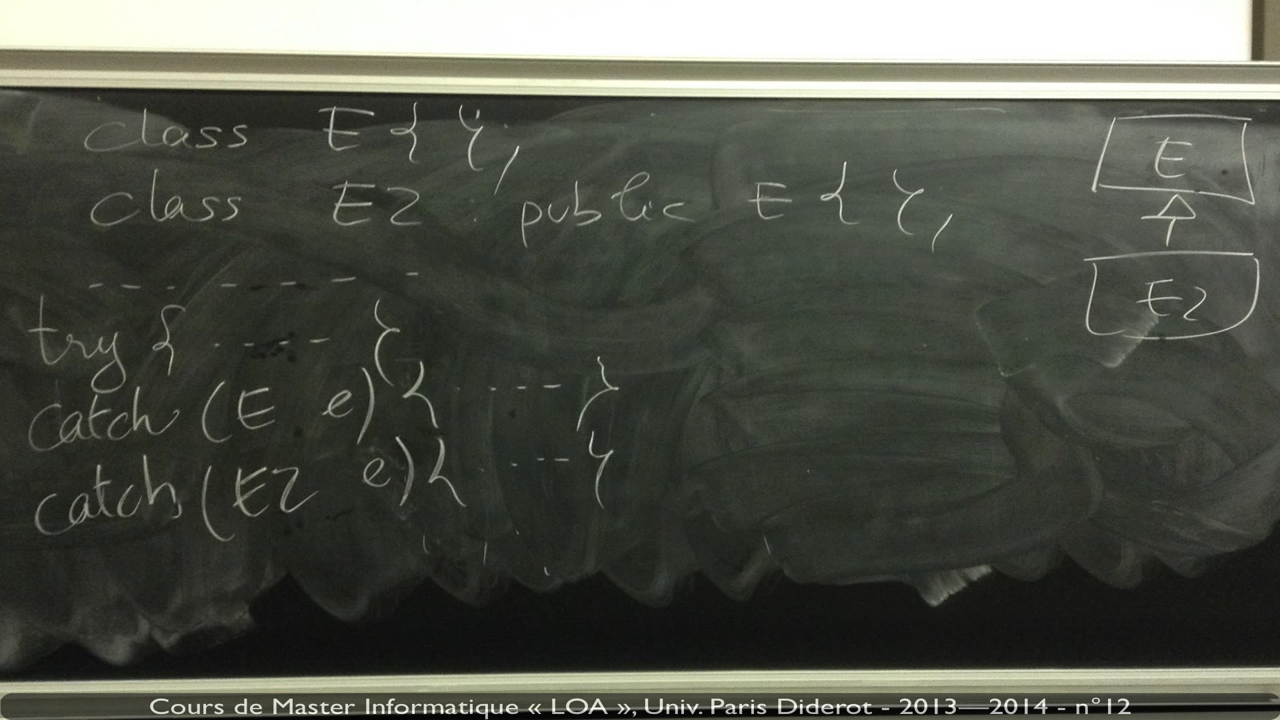 class E { };
class E2 : public E { };
E
E2
- - - - - - - -
try { - - - - }
catch (E e) { - - - - }
catch (E2 e) { - - - - }
Cours de Master Informatique « LOA », Univ. Paris Diderot - 2013—2014 - n°12